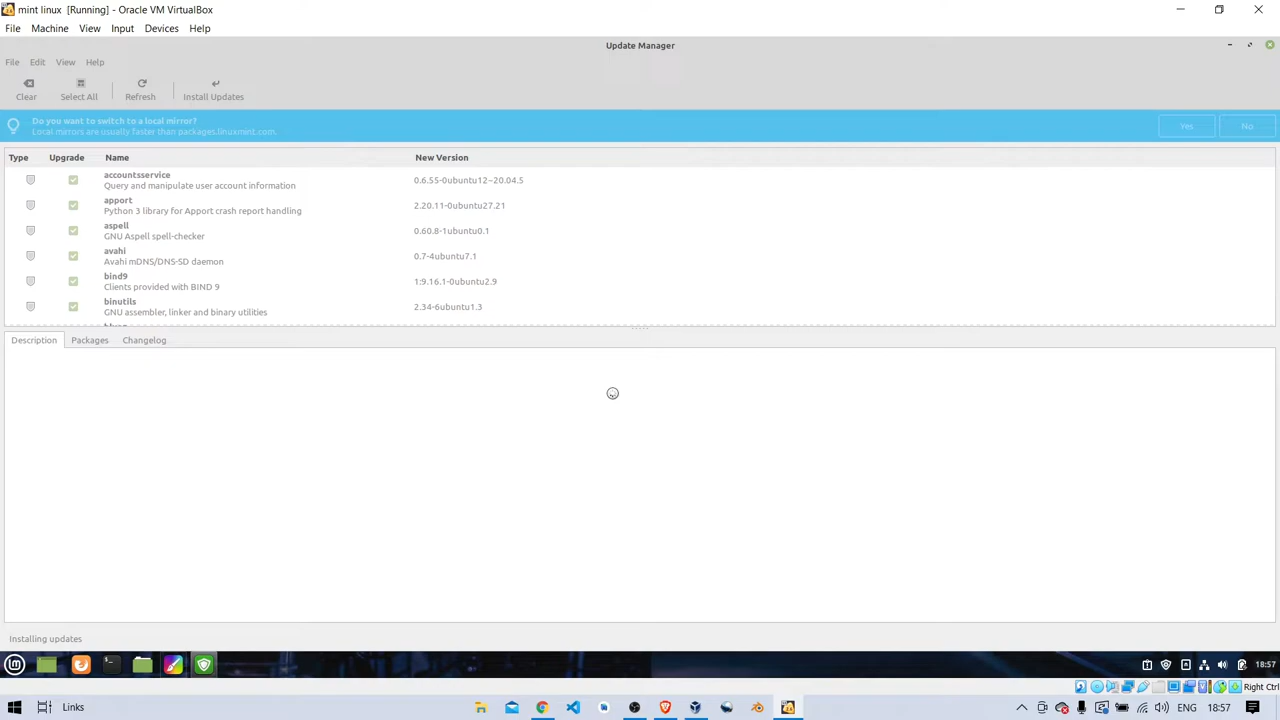 mint linux [Running] - Oracle VM VirtualBox
File Machine View Input Devices Help
Update Manager
File Edit View Help
Clear Select All Refresh Install Updates
Do you want to switch to a local mirror?
Local mirrors are usually faster than packages.linuxmint.com.
Yes No
Type Upgrade Name New Version
accountsservice
Query and manipulate user account information
0.6.55-0ubuntu12~20.04.5
apport
Python 3 library for Apport crash report handling
2.20.11-0ubuntu27.21
aspell
GNU Aspell spell-checker
0.60.8-1ubuntu0.1
avahi
Avahi mDNS/DNS-SD daemon
0.7-4ubuntu7.1
bind9
Clients provided with BIND 9
1:9.16.1-0ubuntu2.9
binutils
GNU assembler, linker and binary utilities
2.34-6ubuntu1.3
Description Packages Changelog
Installing updates
18:57
Right Ctrl
Links
ENG 18:57